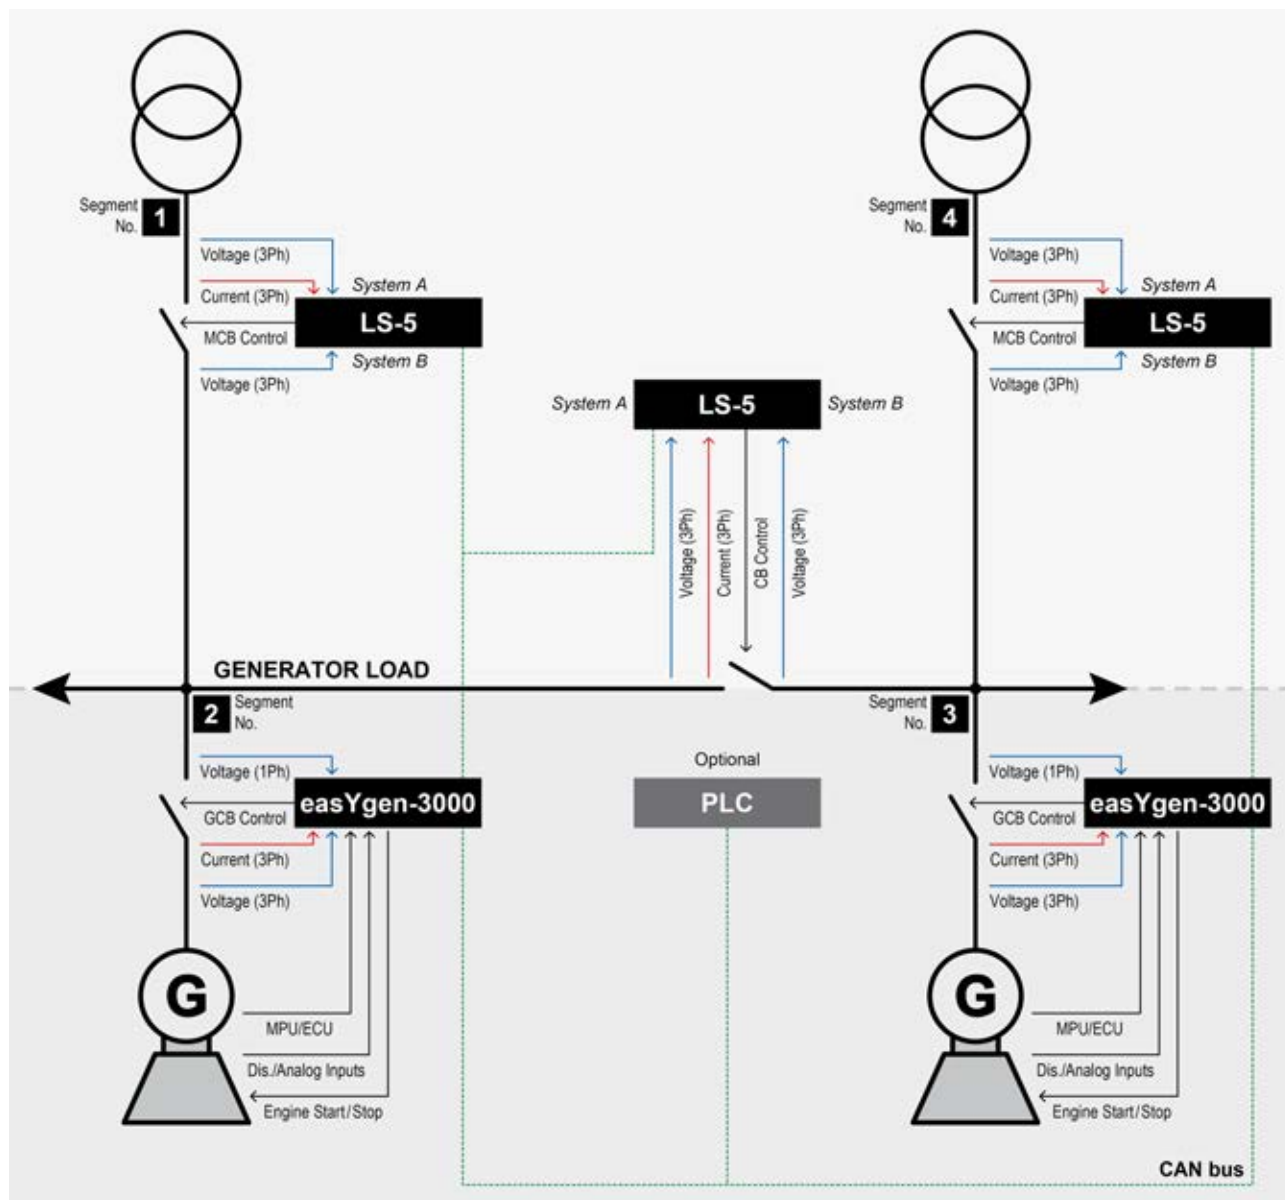 Segment
No.
1
Voltage (3Ph)
System A
Current (3Ph)
LS-5
MCB Control
System B
Voltage (3Ph)
Segment
No.
4
Voltage (3Ph)
System A
Current (3Ph)
LS-5
MCB Control
System B
Voltage (3Ph)
System A
LS-5
System B
Voltage (3Ph)
Current (3Ph)
CB Control
Voltage (3Ph)
GENERATOR LOAD
2
Segment
No.
Voltage (1Ph)
easYgen-3000
GCB Control
Current (3Ph)
Voltage (3Ph)
G
MPU/ECU
Dis./Analog Inputs
Engine Start/Stop
Optional
PLC
Segment
No.
3
Voltage (1Ph)
easYgen-3000
GCB Control
Current (3Ph)
Voltage (3Ph)
G
MPU/ECU
Dis./Analog Inputs
Engine Start/Stop
CAN bus